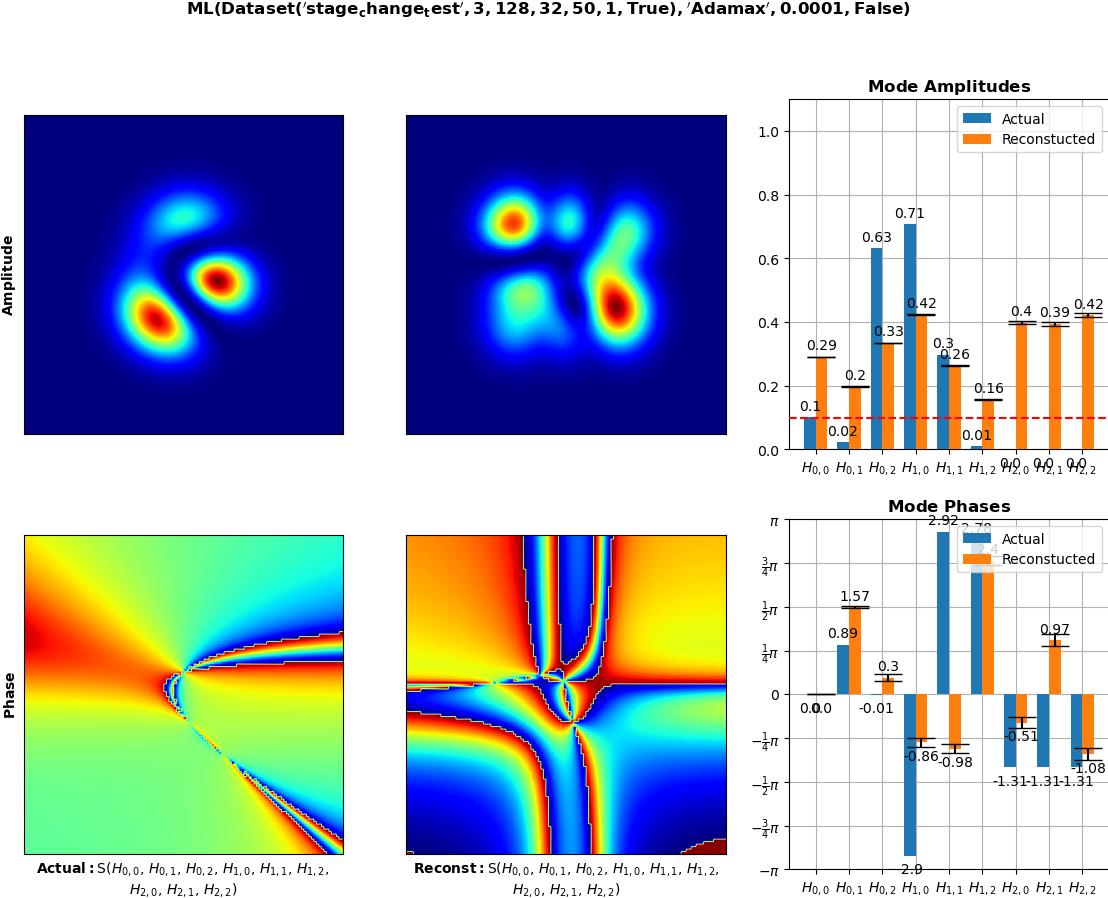 ML(Dataset('stage_change_test', 3, 128, 32, 50, 1, True), 'Adamax', 0.0001, False)
Amplitude
Mode Amplitudes
Actual
Reconstucted
1.0
0.8
0.6
0.4
0.2
0.0
0.1
0.29
0.02
0.2
0.63
0.33
0.71
0.42
0.3
0.26
0.01
0.16
0.0
0.4
0.0
0.39
0.0
0.42
H0,0 H0,1 H0,2 H1,0 H1,1 H1,2 H2,0 H2,1 H2,2
Phase
Mode Phases
Actual
Reconstucted
π
3/4π
1/2π
1/4π
0
−1/4π
−1/2π
−3/4π
−π
0.0
0.0
0.89
1.57
-0.01
0.3
-2.9
-0.86
2.92
-0.98
2.78
2.4
-1.31
-0.51
-1.31
0.97
-1.31
-1.08
H0,0 H0,1 H0,2 H1,0 H1,1 H1,2 H2,0 H2,1 H2,2
Actual: S(H0,0, H0,1, H0,2, H1,0, H1,1, H1,2,
H2,0, H2,1, H2,2)
Reconst: S(H0,0, H0,1, H0,2, H1,0, H1,1, H1,2,
H2,0, H2,1, H2,2)